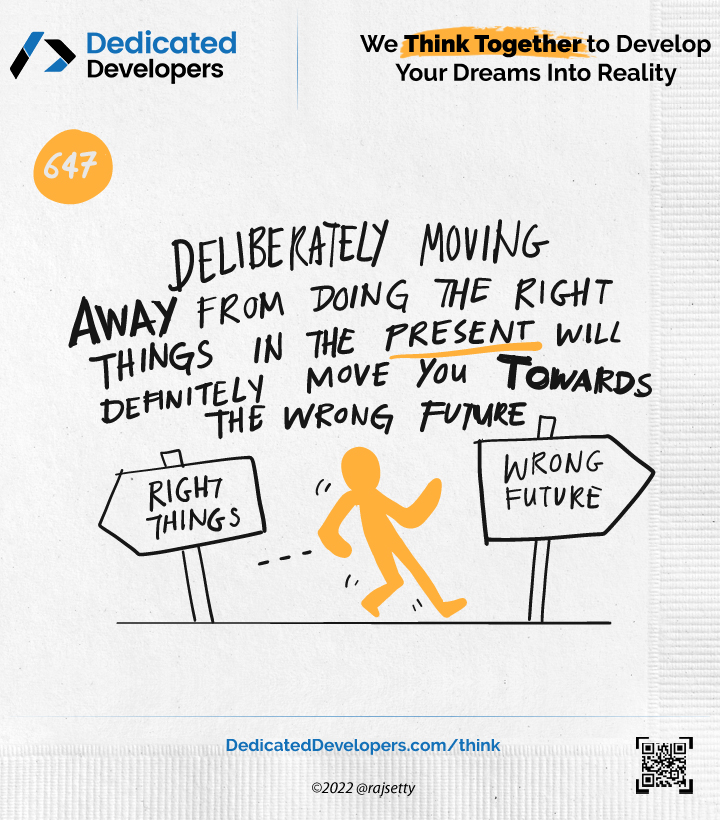 Dedicated
Developers
We Think Together to Develop
Your Dreams Into Reality
647
DELIBERATELY MOVING
AWAY FROM DOING THE RIGHT
THINGS IN THE PRESENT WILL
DEFINITELY MOVE YOU TOWARDS
THE WRONG FUTURE
RIGHT
THINGS
WRONG
FUTURE
DedicatedDevelopers.com/think
©2022 @rajsetty